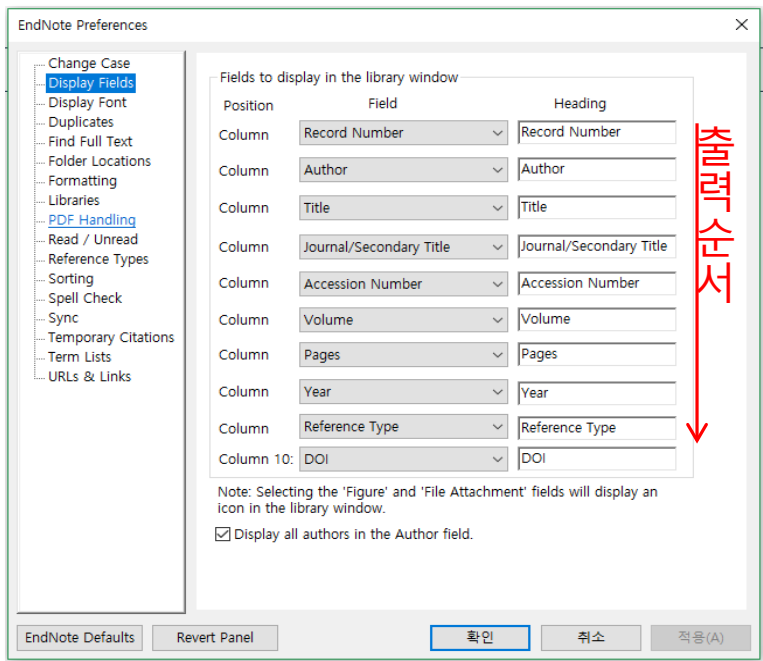 EndNote Preferences
Change Case
Display Fields
Display Font
Duplicates
Find Full Text
Folder Locations
Formatting
Libraries
PDF Handling
Read / Unread
Reference Types
Sorting
Spell Check
Sync
Temporary Citations
Term Lists
URLs & Links
Fields to display in the library window
Position Field Heading
Column Record Number Record Number
Column Author Author
Column Title Title
Column Journal/Secondary Title Journal/Secondary Title
Column Accession Number Accession Number
Column Volume Volume
Column Pages Pages
Column Year Year
Column Reference Type Reference Type
Column 10: DOI DOI
출력순서
Note: Selecting the 'Figure' and 'File Attachment' fields will display an
icon in the library window.
Display all authors in the Author field.
EndNote Defaults Revert Panel 확인 취소 적용(A)